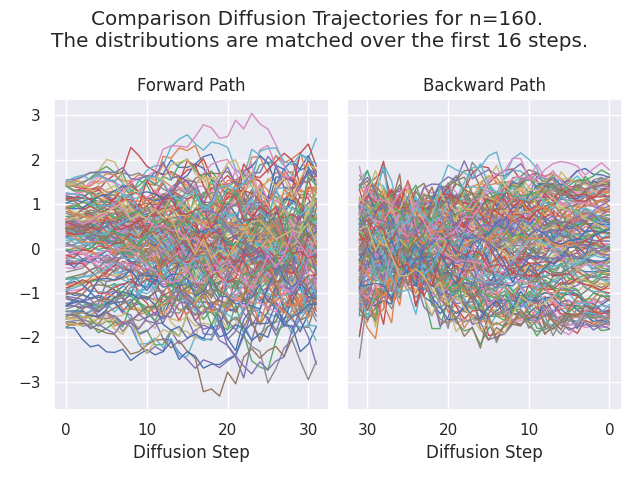 Comparison Diffusion Trajectories for n=160.
The distributions are matched over the first 16 steps.
Forward Path
Backward Path
3
2
1
0
−1
−2
−3
0 10 20 30
30 20 10 0
Diffusion Step
Diffusion Step